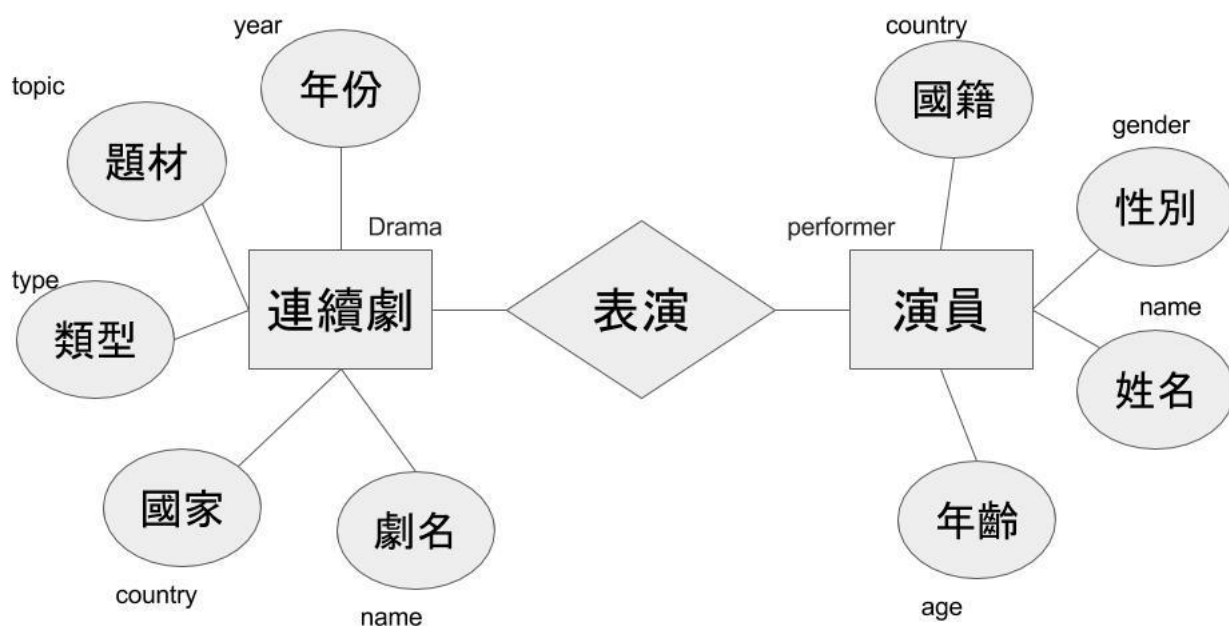 year
年份
topic
題材
type
類型
Drama
連續劇
國家
country
劇名
name
表演
country
國籍
gender
性別
performer
演員
name
姓名
年齡
age